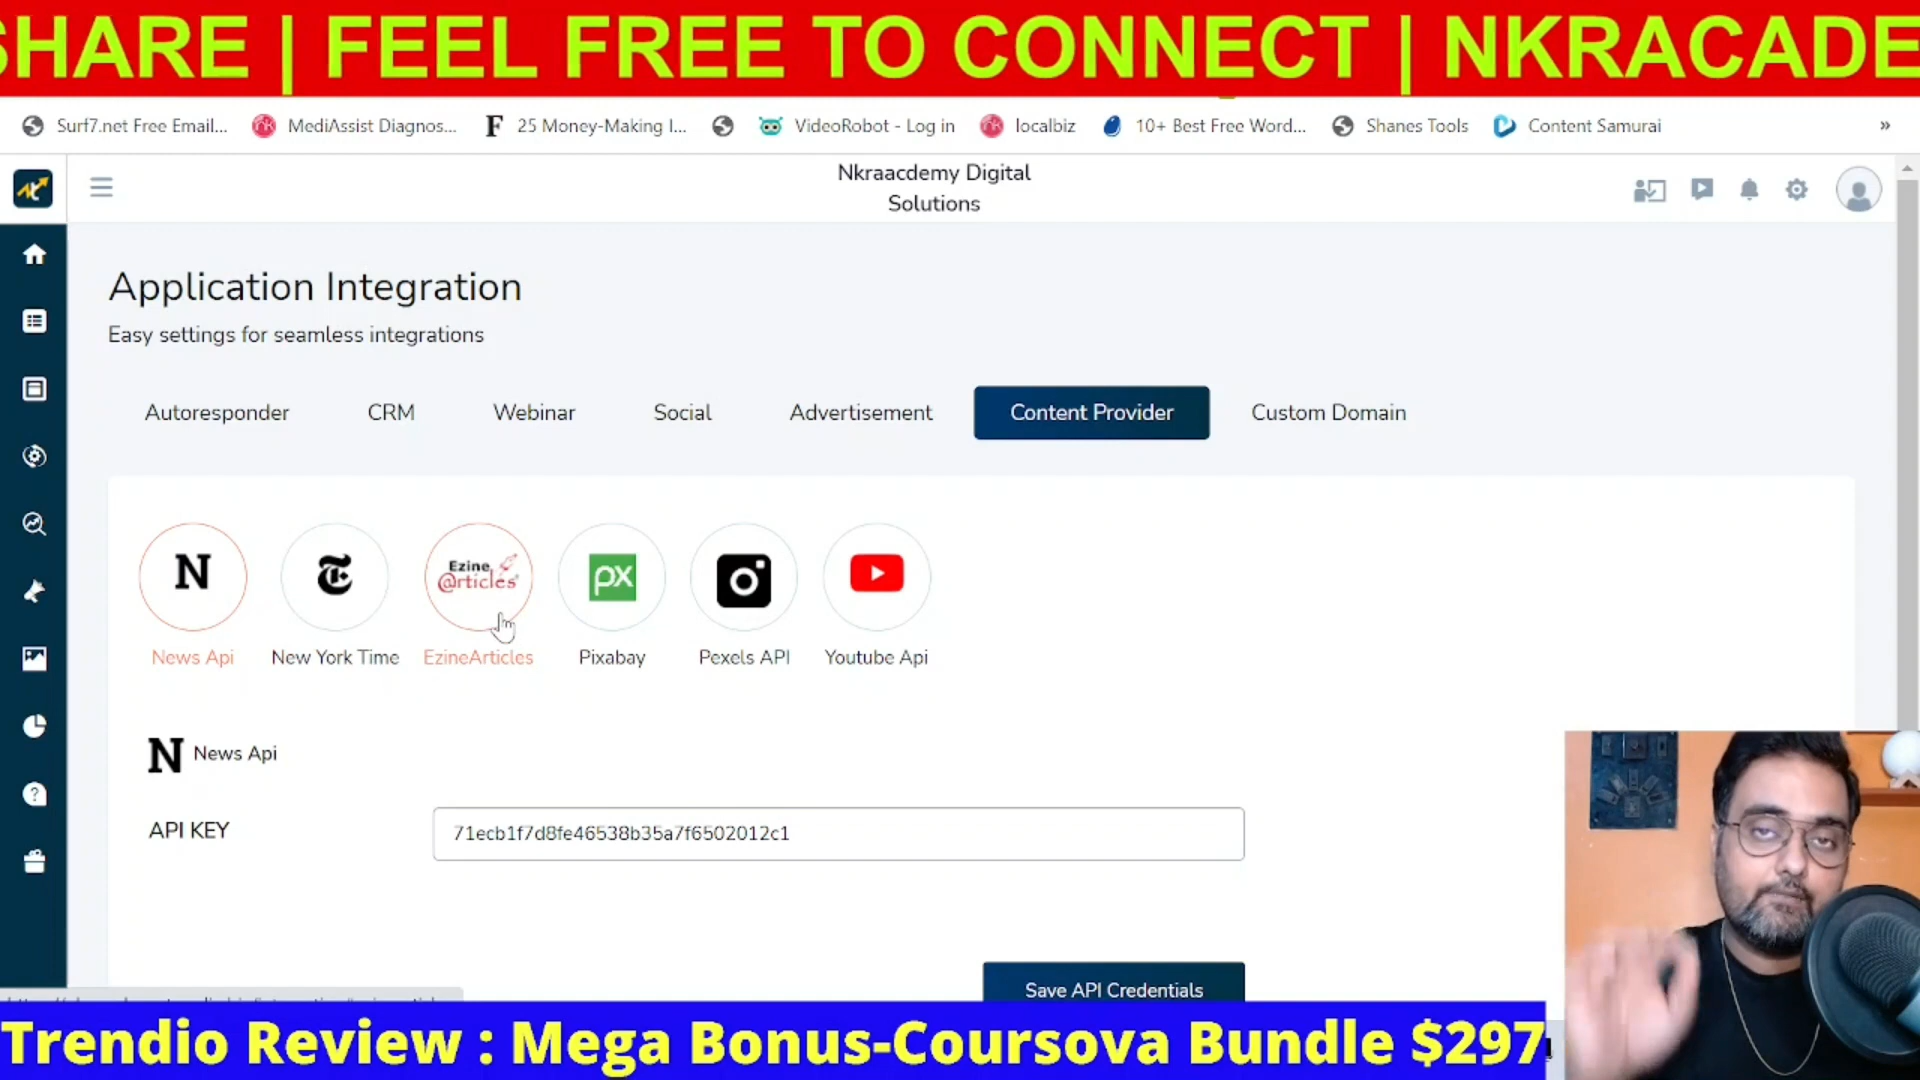 SHARE | FEEL FREE TO CONNECT | NKRACADE
Surf7.net Free Email... MediAssist Diagnos... F 25 Money-Making I... VideoRobot - Log in localbiz 10+ Best Free Word... Shanes Tools Content Samurai »
Nkraacdemy Digital
Solutions
Application Integration
Easy settings for seamless integrations
Autoresponder CRM Webinar Social Advertisement Content Provider Custom Domain
N Ezine @rticles px
News Api New York Time EzineArticles Pixabay Pexels API Youtube Api
N News Api
API KEY 71ecb1f7d8fe46538b35a7f6502012c1
Save API Credentials
Trendio Review : Mega Bonus-Coursova Bundle $297